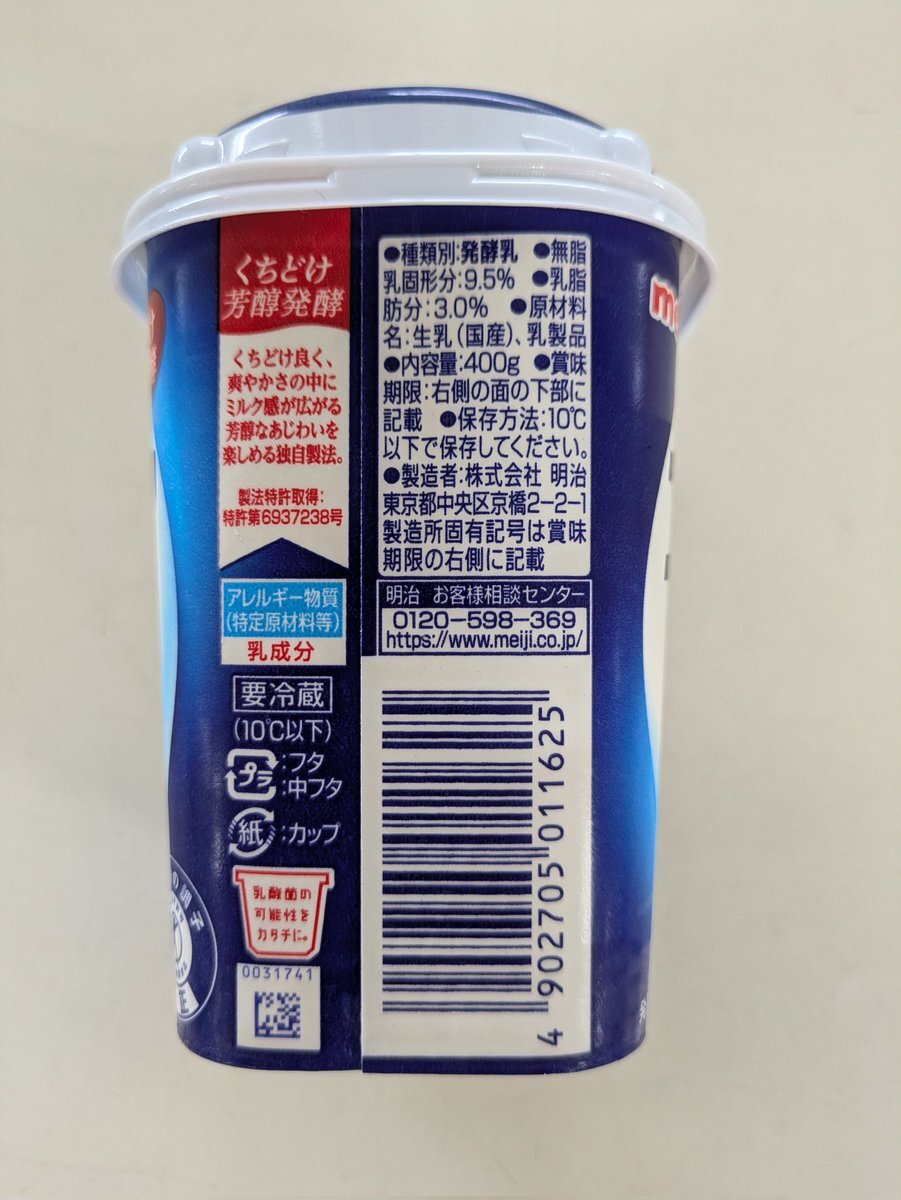 くちどけ
芳醇発酵
くちどけ良く、
爽やかさの中に
ミルク感が広がる
芳醇なあじわいを
楽しめる独自製法。
製法特許取得:
特許第6937238号
アレルギー物質
(特定原材料等)
乳成分
要冷蔵
(10℃以下)
プラ:フタ
:中フタ
紙:カップ
乳酸菌の
可能性を
カタチに。
0031741
●種類別:発酵乳 ●無脂
乳固形分:9.5% ●乳脂
肪分:3.0% ●原材料
名:生乳(国産)、乳製品
●内容量:400g ●賞味
期限:右側の面の下部に
記載 ●保存方法:10℃
以下で保存してください。
●製造者:株式会社 明治
東京都中央区京橋2-2-1
製造所固有記号は賞味
期限の右側に記載
明治 お客様相談センター
0120-598-369
https://www.meiji.co.jp/
4 902705 011625
の調子
正
me